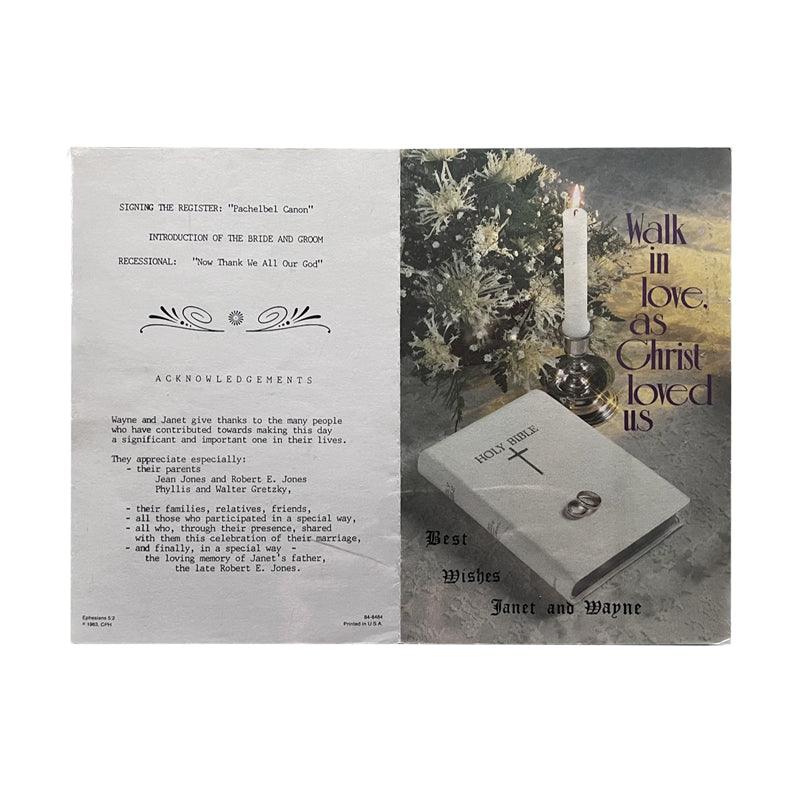 SIGNING THE REGISTER: "Pachelbel Canon"
INTRODUCTION OF THE BRIDE AND GROOM
RECESSIONAL: "Now Thank We All Our God"
ACKNOWLEDGEMENTS
Wayne and Janet give thanks to the many people
who have contributed towards making this day
a significant and important one in their lives.
They appreciate especially:
- their parents
Jean Jones and Robert E. Jones
Phyllis and Walter Gretzky,
- their families, relatives, friends,
- all those who participated in a special way,
- all who, through their presence, shared
with them this celebration of their marriage,
- and finally, in a special way -
the loving memory of Janet's father,
the late Robert E. Jones.
Ephesians 5:2
© 1983, CPH
84-8464
Printed in U.S.A.
Walk
in
love,
as
Christ
loved
us
HOLY BIBLE
Best
Wishes
Janet and Wayne